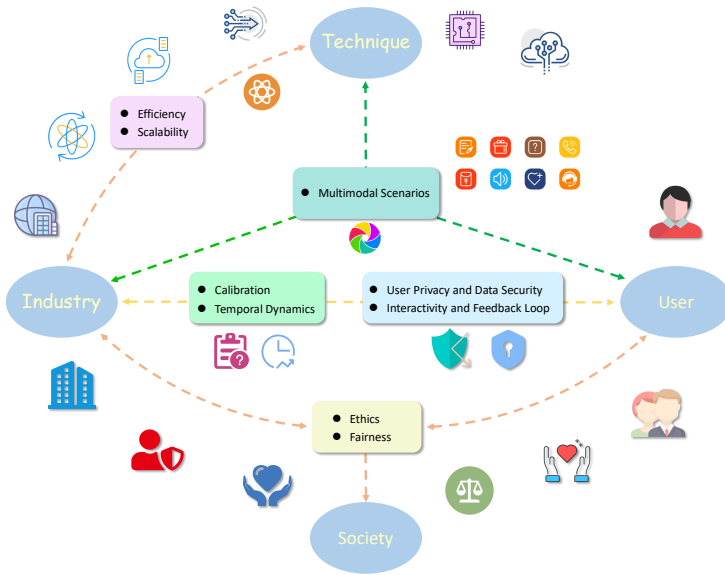 Technique
● Efficiency
● Scalability
● Multimodal Scenarios
Industry
● Calibration
● Temporal Dynamics
● User Privacy and Data Security
● Interactivity and Feedback Loop
User
● Ethics
● Fairness
Society